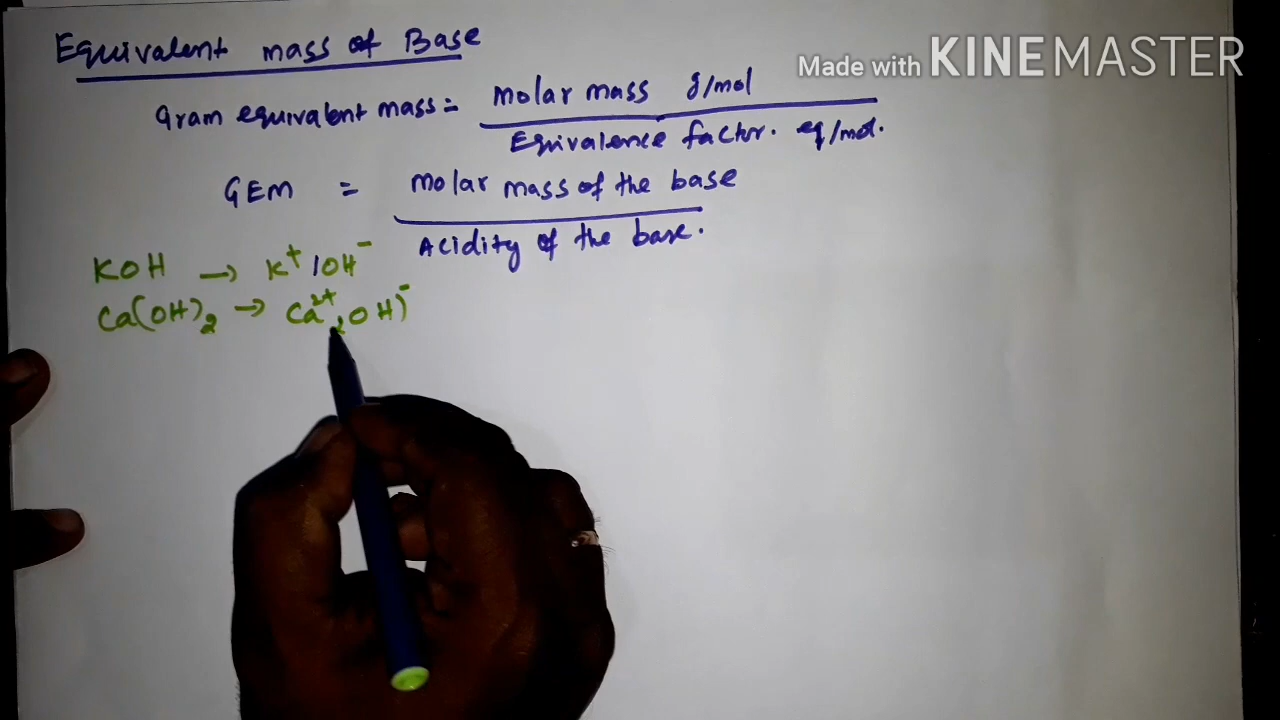 Equivalent mass of Base
Made with KINEMASTER
Gram equivalent mass = molar mass g/mol
Equivalence factor. eq/mol.
GEM = molar mass of the base
Acidity of the base.
KOH → K⁺ 1OH⁻
Ca(OH)₂ → Ca²⁺ 2OH)⁻